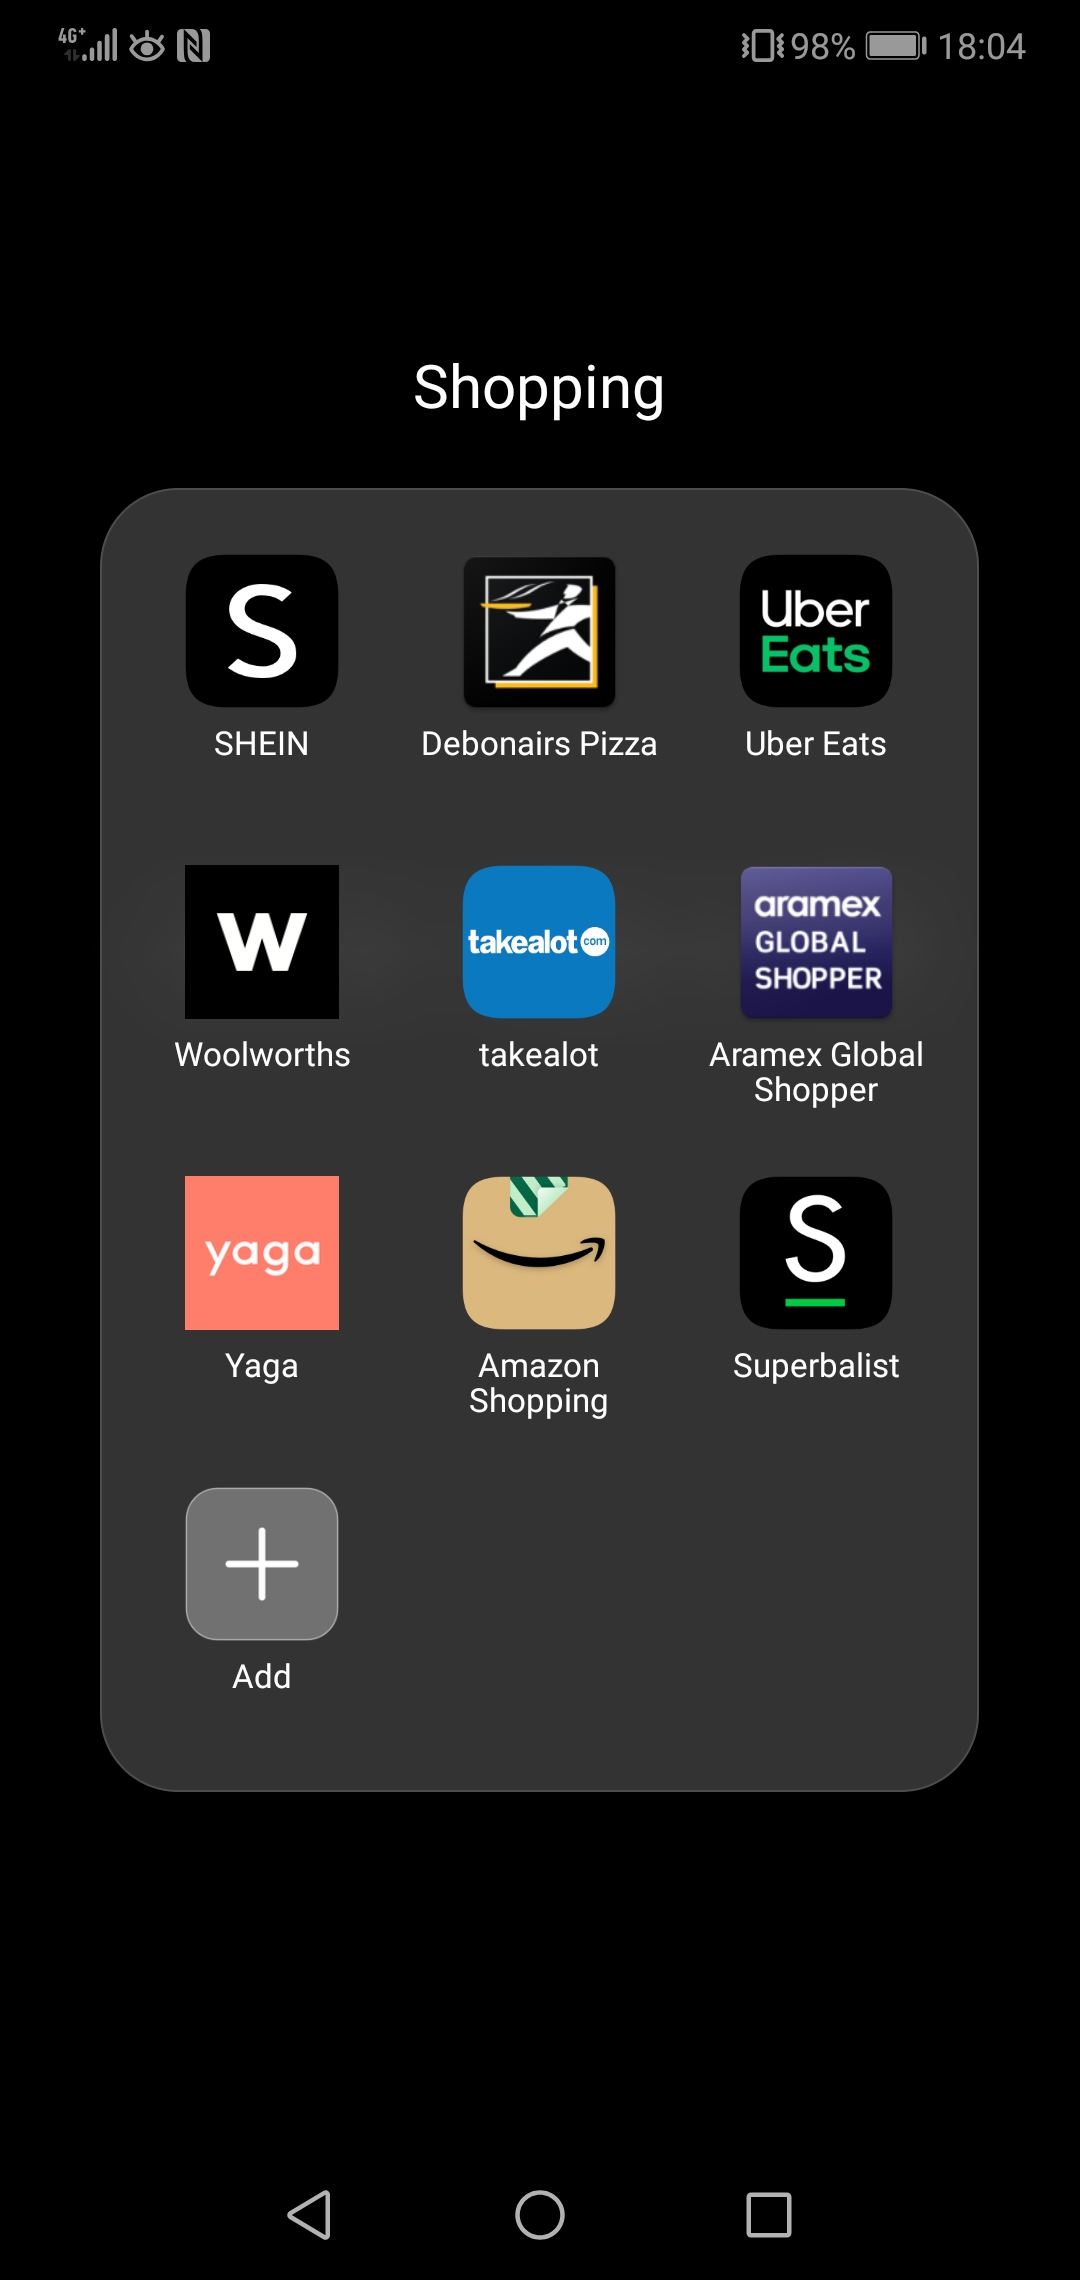 4G+ 98% 18:04
Shopping
S
Uber
Eats
SHEIN Debonairs Pizza Uber Eats
W
takealot com
aramex
GLOBAL
SHOPPER
Woolworths takealot Aramex Global
Shopper
yaga
S
Yaga Amazon
Shopping Superbalist
Add